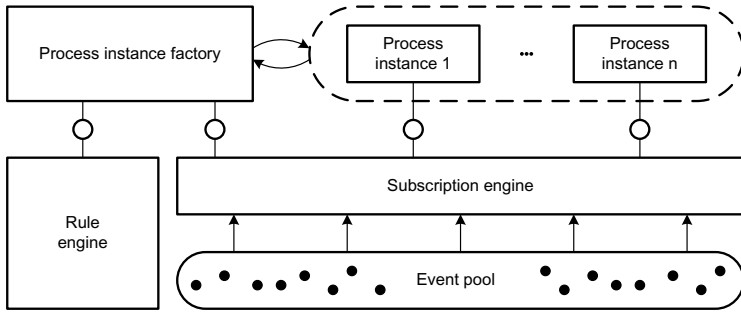 Process instance factory
Process
instance 1
...
Process
instance n
Rule
engine
Subscription engine
Event pool